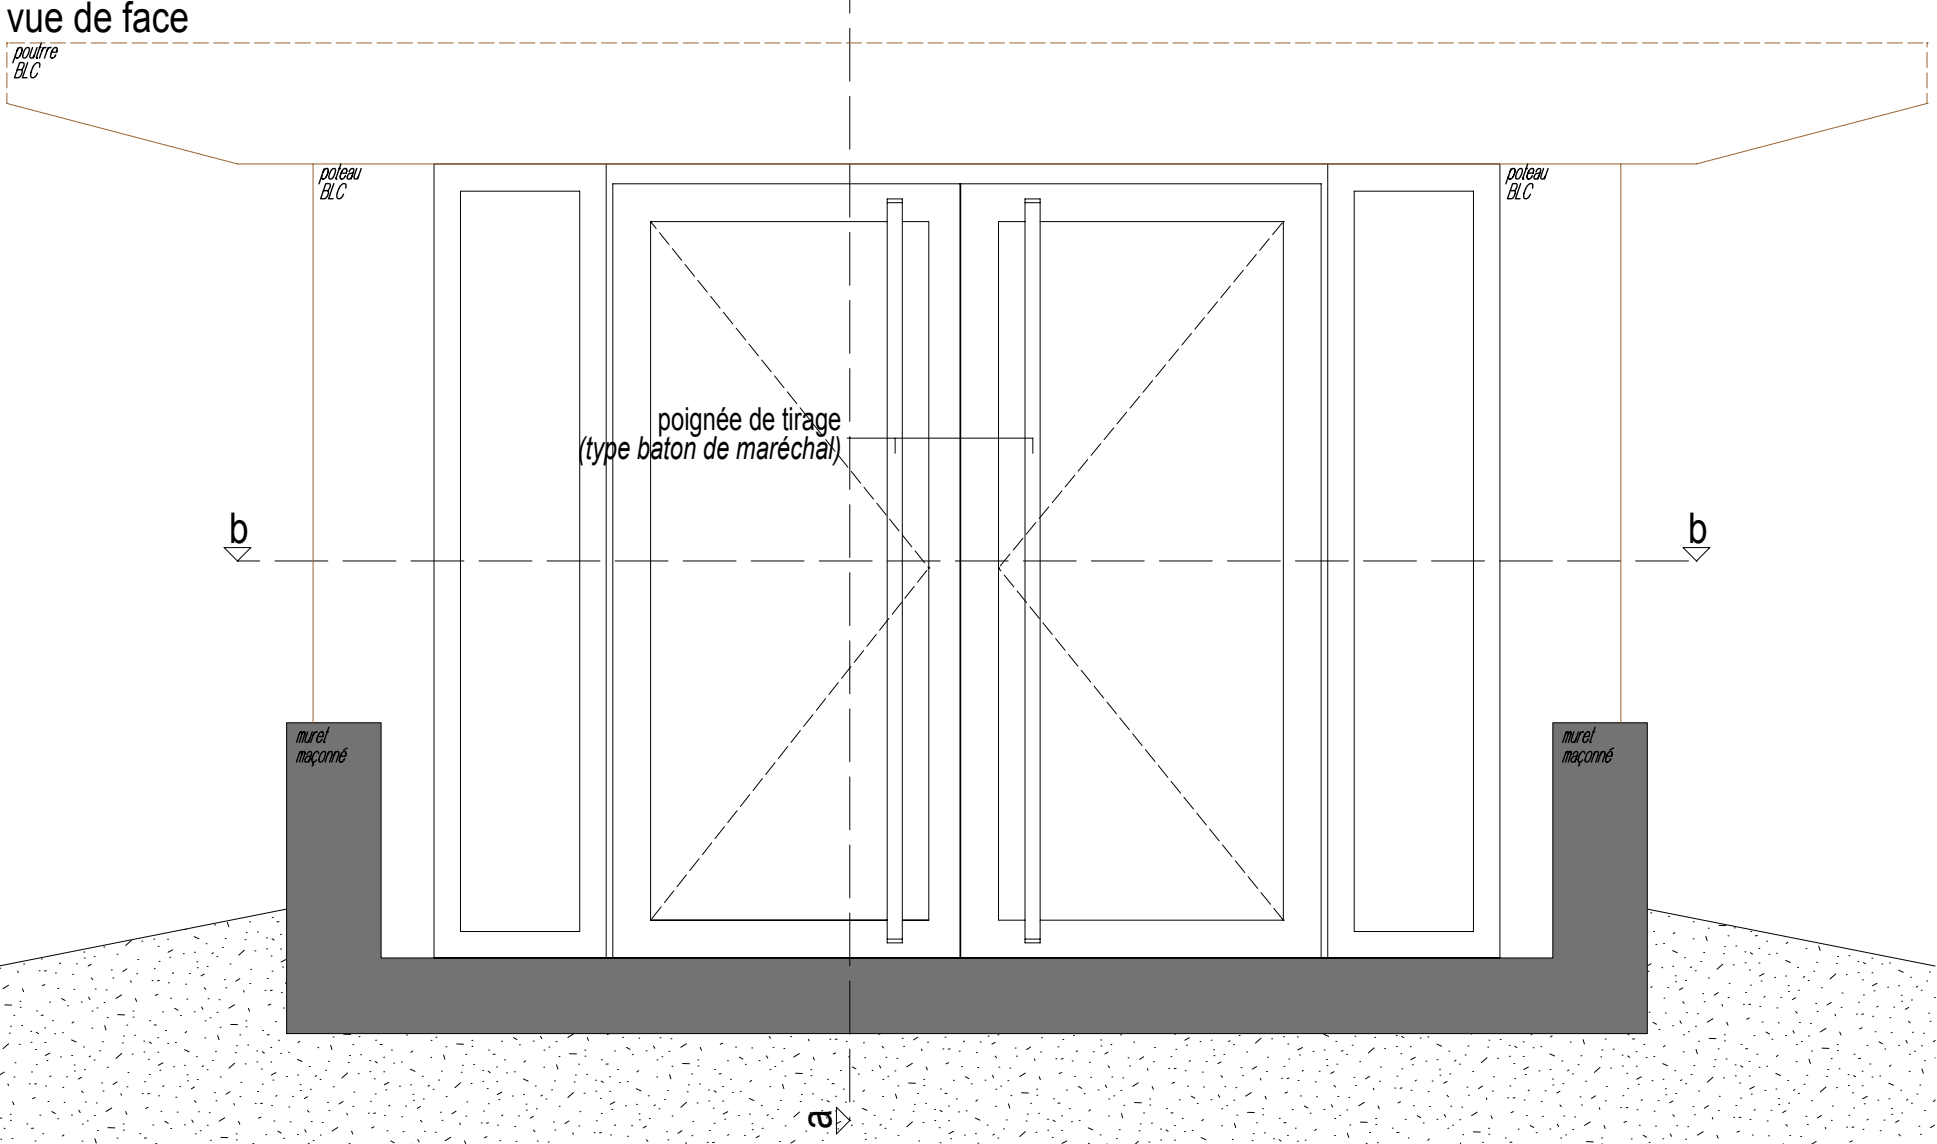 vue de face
poutrre
BLC
poteau
BLC
poteau
BLC
poignée de tirage
(type baton de maréchal)
b
b
muret
maçonné
muret
maçonné
a